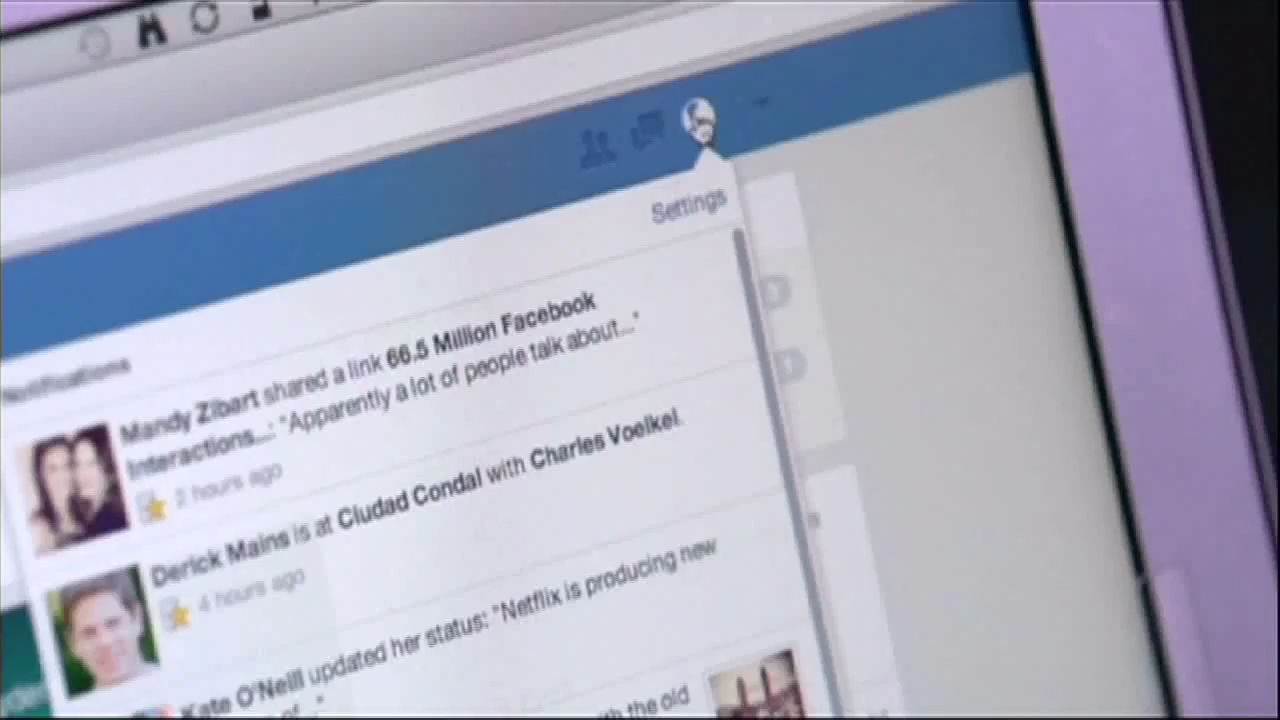 Settings
Notifications
Mandy Zibart shared a link 66.5 Million Facebook
Interactions...: "Apparently a lot of people talk about..."
2 hours ago
Derick Mains is at Ciudad Condal with Charles Voelkel.
4 hours ago
Kate O'Neill updated her status: "Netflix is producing new
of..."
with the old